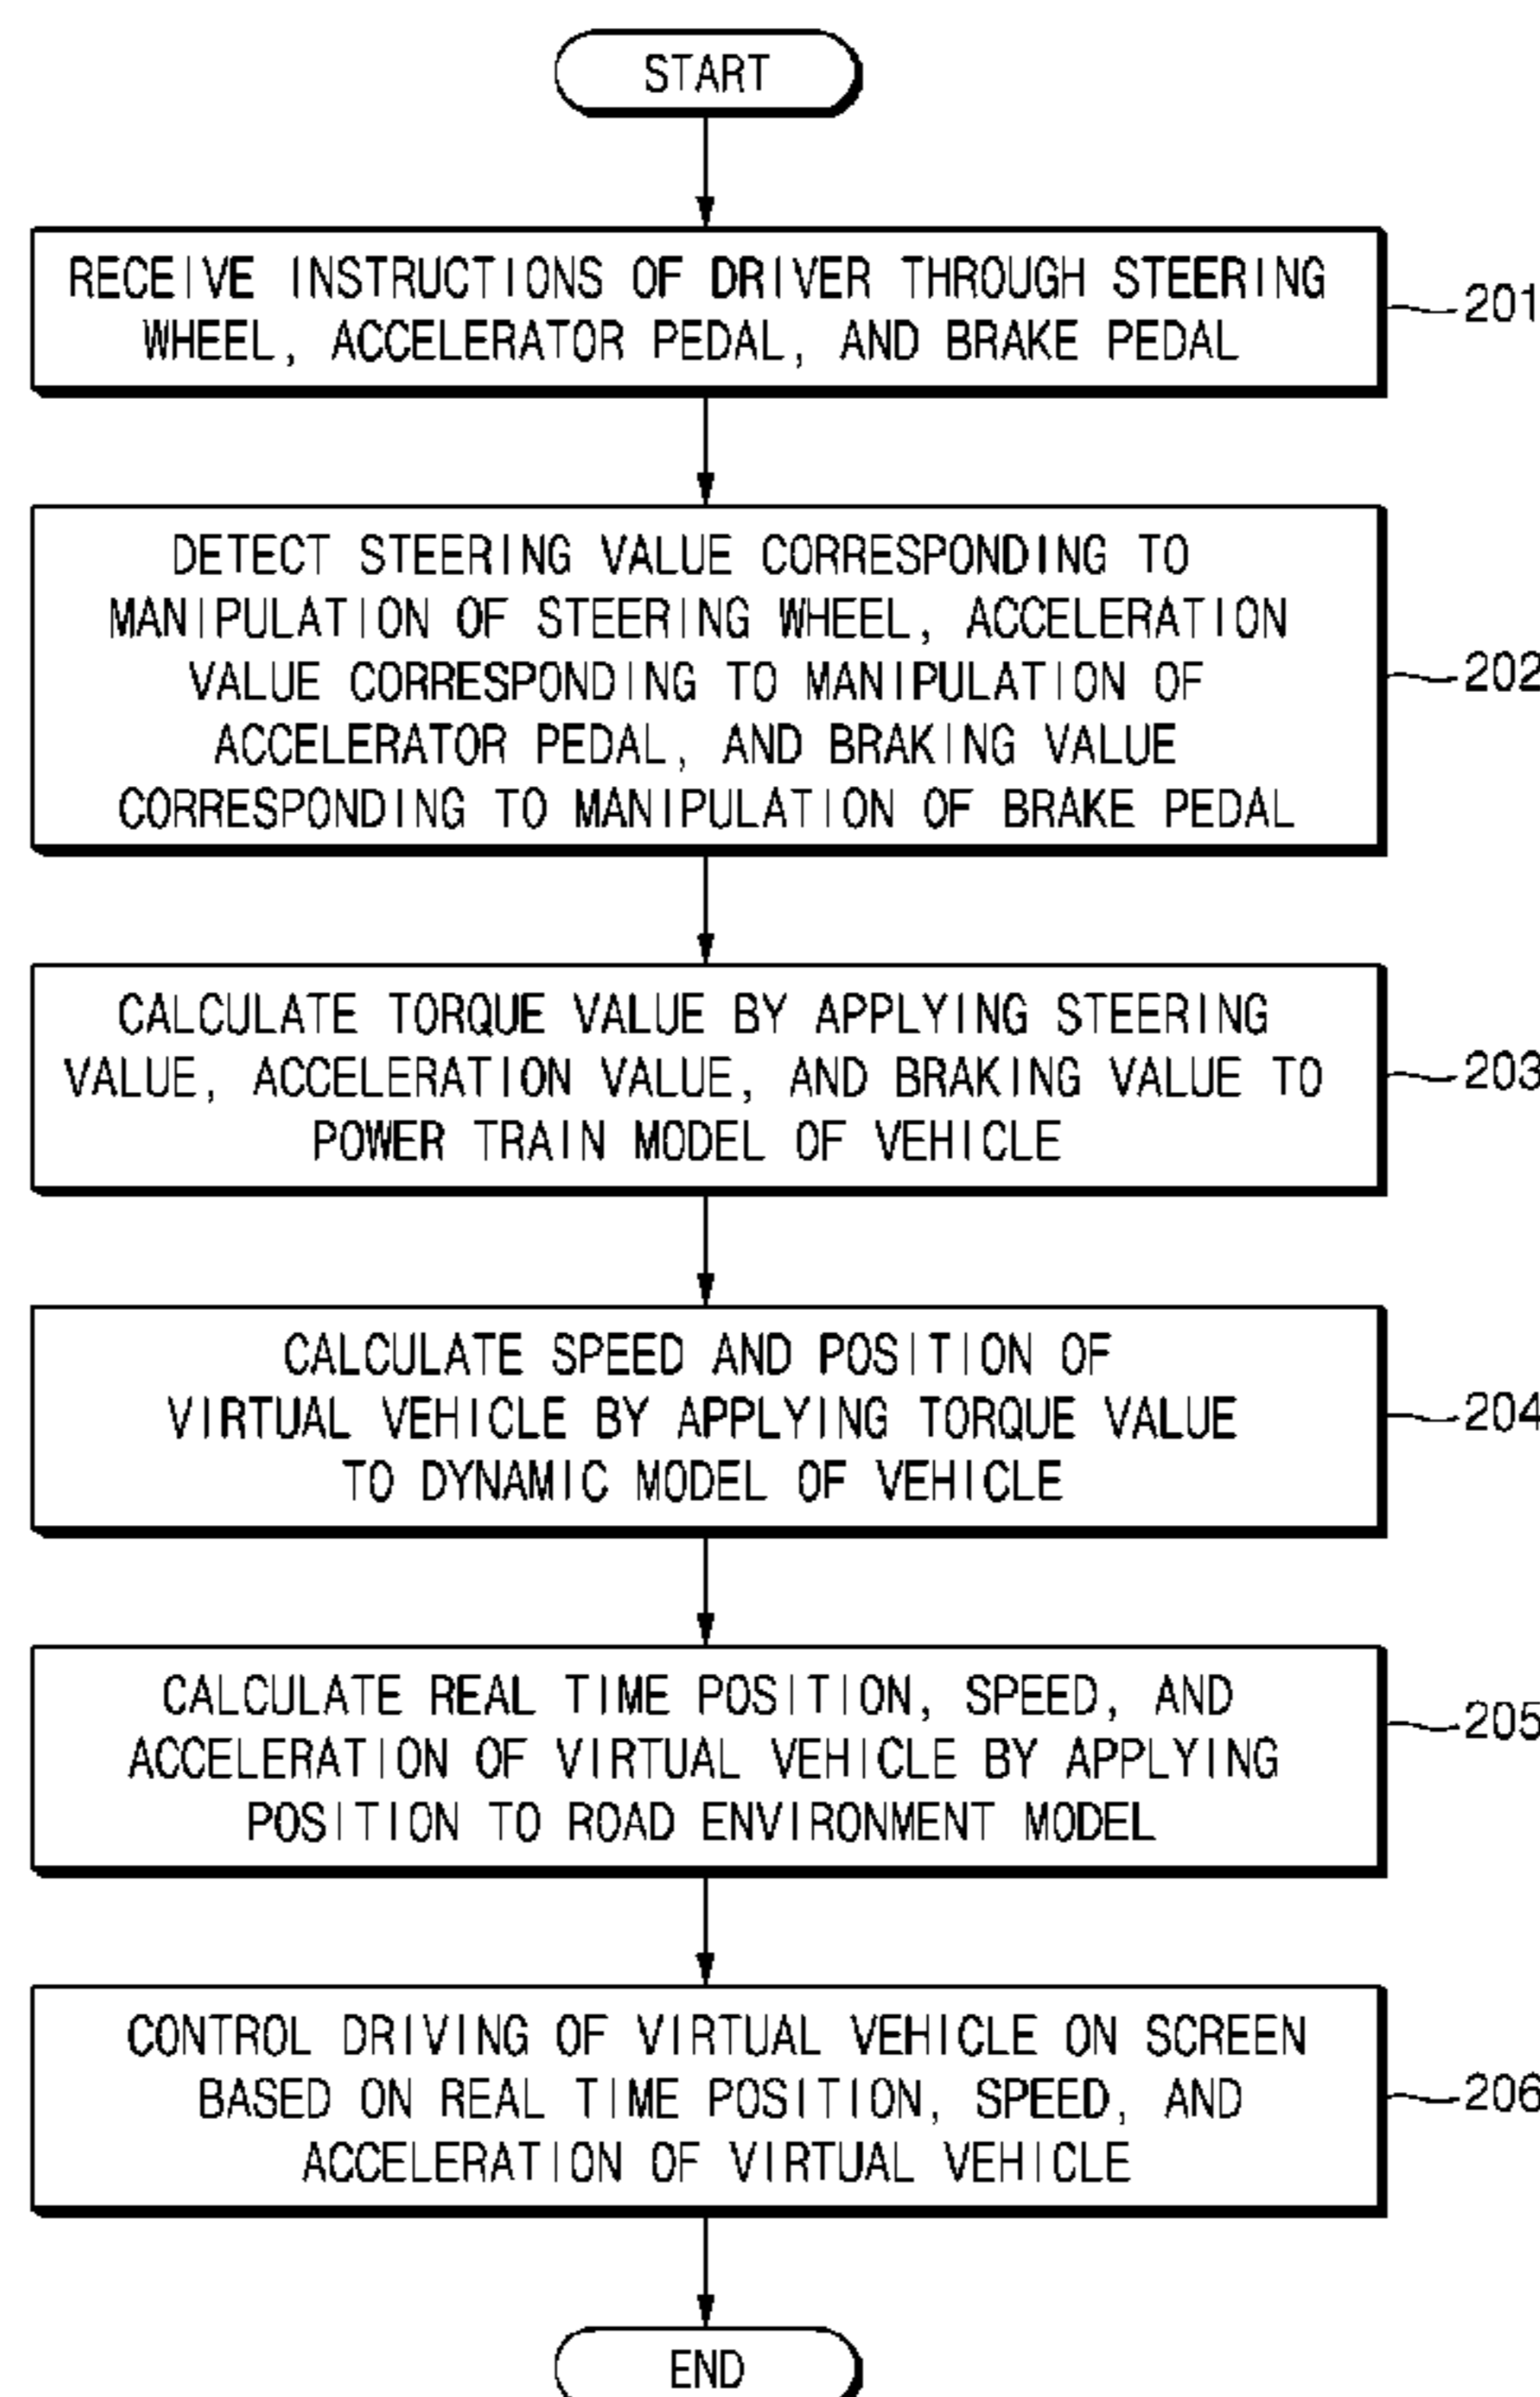 START
RECEIVE INSTRUCTIONS OF DRIVER THROUGH STEERING
WHEEL, ACCELERATOR PEDAL, AND BRAKE PEDAL
201
DETECT STEERING VALUE CORRESPONDING TO
MANIPULATION OF STEERING WHEEL, ACCELERATION
VALUE CORRESPONDING TO MANIPULATION OF
ACCELERATOR PEDAL, AND BRAKING VALUE
CORRESPONDING TO MANIPULATION OF BRAKE PEDAL
202
CALCULATE TORQUE VALUE BY APPLYING STEERING
VALUE, ACCELERATION VALUE, AND BRAKING VALUE TO
POWER TRAIN MODEL OF VEHICLE
203
CALCULATE SPEED AND POSITION OF
VIRTUAL VEHICLE BY APPLYING TORQUE VALUE
TO DYNAMIC MODEL OF VEHICLE
204
CALCULATE REAL TIME POSITION, SPEED, AND
ACCELERATION OF VIRTUAL VEHICLE BY APPLYING
POSITION TO ROAD ENVIRONMENT MODEL
205
CONTROL DRIVING OF VIRTUAL VEHICLE ON SCREEN
BASED ON REAL TIME POSITION, SPEED, AND
ACCELERATION OF VIRTUAL VEHICLE
206
END